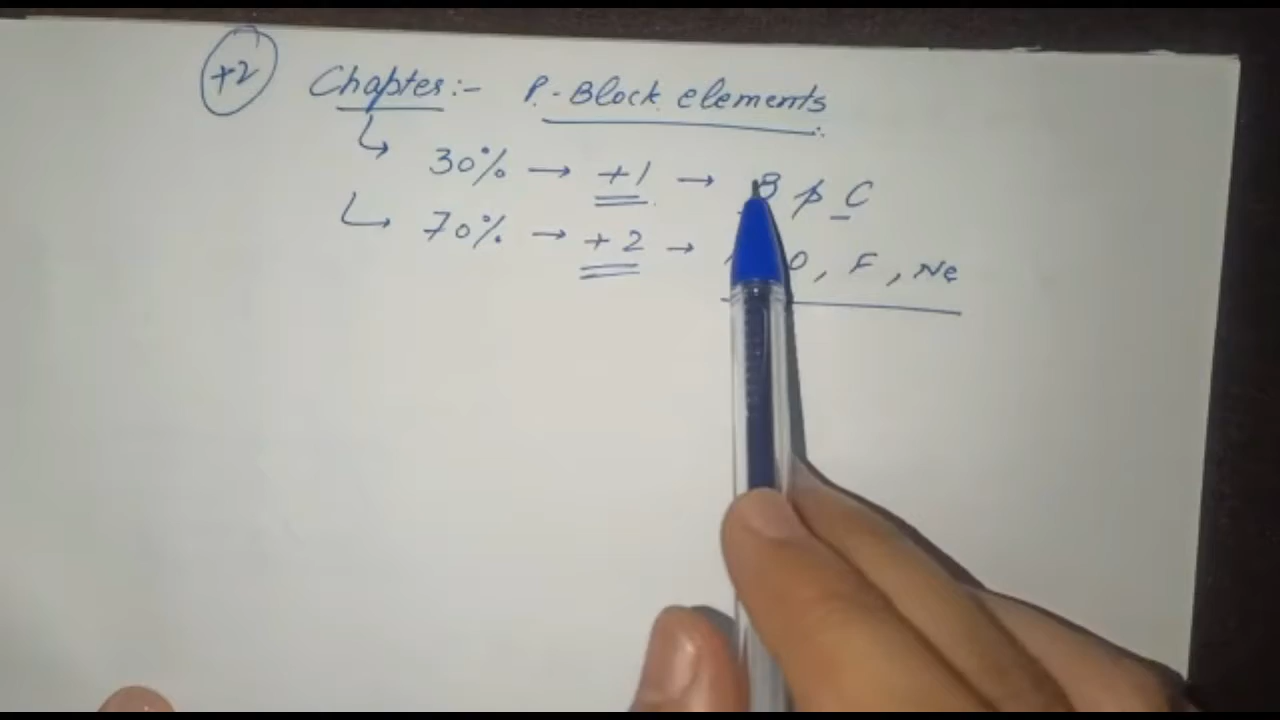 +2 Chapter:- P.-Block elements
30% → +1 → B p C
70% → +2 → O, F, Ne